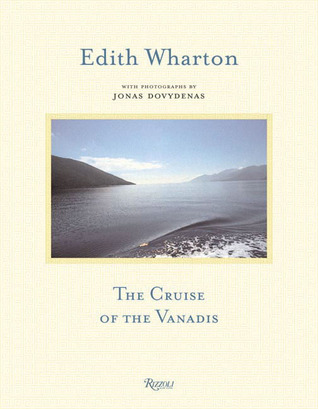 Edith Wharton
WITH PHOTOGRAPHS BY
JONAS DOVYDENAS
THE CRUISE
OF THE VANADIS
RIZZOLI